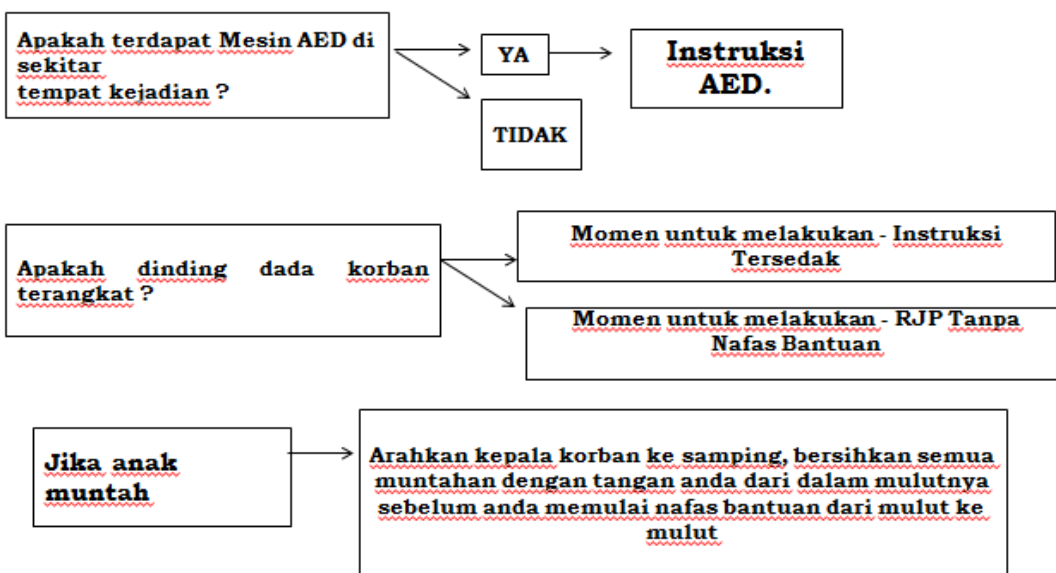 Apakah terdapat Mesin AED di
sekitar
tempat kejadian ?
YA
Instruksi
AED.
TIDAK
Apakah dinding dada korban
terangkat ?
Momen untuk melakukan - Instruksi
Tersedak
Momen untuk melakukan - RJP Tanpa
Nafas Bantuan
Jika anak
muntah
Arahkan kepala korban ke samping, bersihkan semua
muntahan dengan tangan anda dari dalam mulutnya
sebelum anda memulai nafas bantuan dari mulut ke
mulut